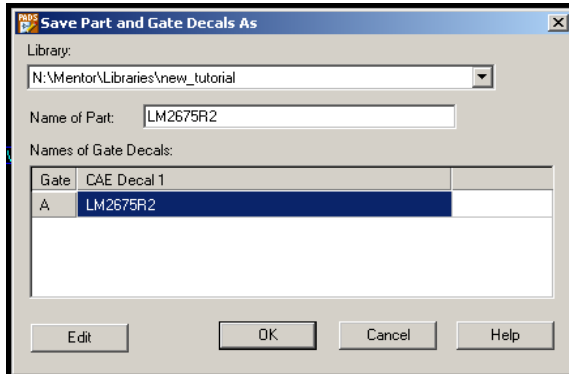 PADS
Save Part and Gate Decals As
Library:
N:\Mentor\Libraries\new_tutorial
Name of Part: LM2675R2
Names of Gate Decals:
Gate CAE Decal 1
A LM2675R2
Edit OK Cancel Help